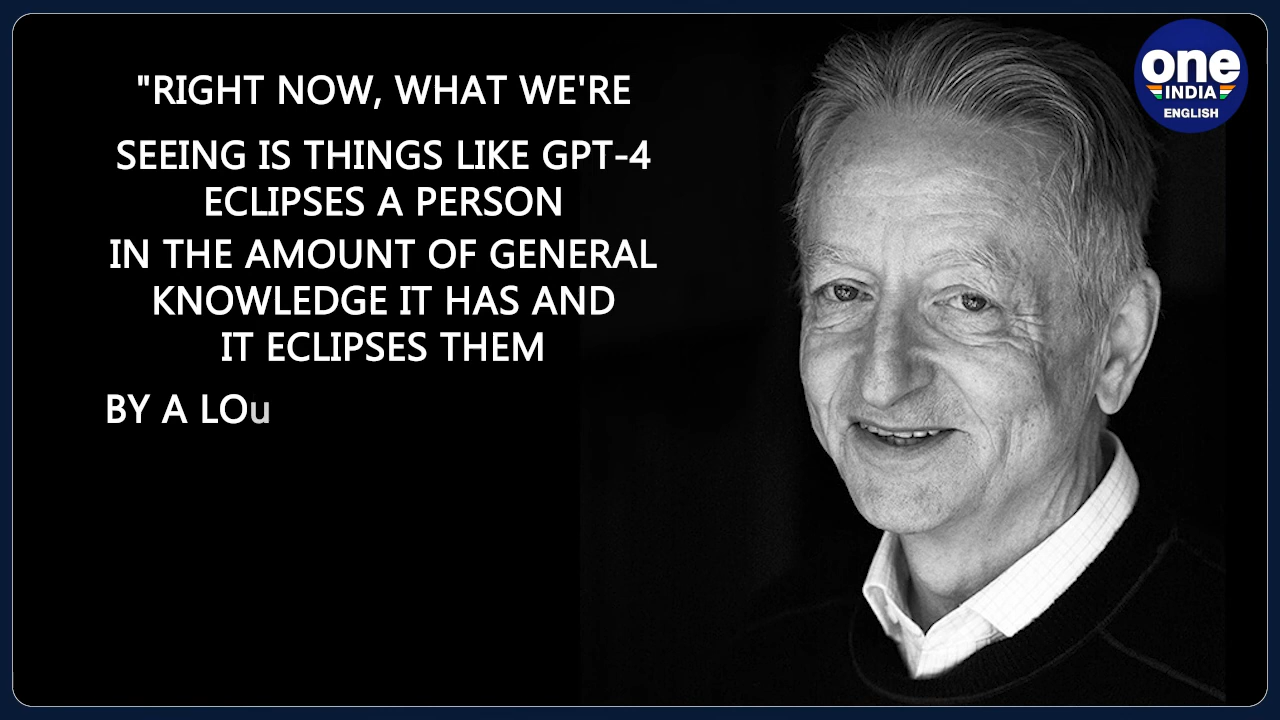 "RIGHT NOW, WHAT WE'RE
SEEING IS THINGS LIKE GPT-4
ECLIPSES A PERSON
IN THE AMOUNT OF GENERAL
KNOWLEDGE IT HAS AND
IT ECLIPSES THEM
BY A LOu
one
INDIA
ENGLISH